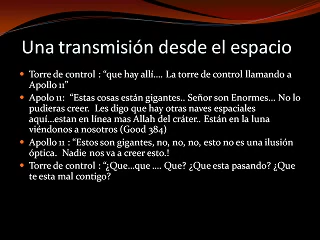 Una transmisión desde el espacio
Torre de control : “que hay allí.... La torre de control llamando a
Apollo 11”
Apolo 11:  “Estas cosas están gigantes.. Señor son Enormes... No lo
pudieras creer.  Les digo que hay otras naves espaciales
aquí...estan en línea mas Allah del cráter.. Están en la luna
viéndonos a nosotros (Good 384)
Apollo 11 : “Estos son gigantes, no, no, no, esto no es una ilusión
óptica.  Nadie nos va a creer esto.!
Torre de control : “¿Que...que .... Que? ¿Que esta pasando? ¿Que
te esta mal contigo?